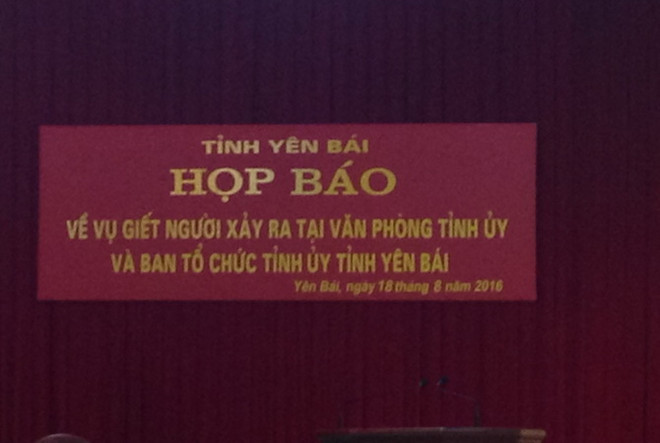 TỈNH YÊN BÁI
HỌP BÁO
VỀ VỤ GIẾT NGƯỜI XẢY RA TẠI VĂN PHÒNG TỈNH ỦY
VÀ BAN TỔ CHỨC TỈNH ỦY TỈNH YÊN BÁI
Yên Bái, ngày 18 tháng 8 năm 2016